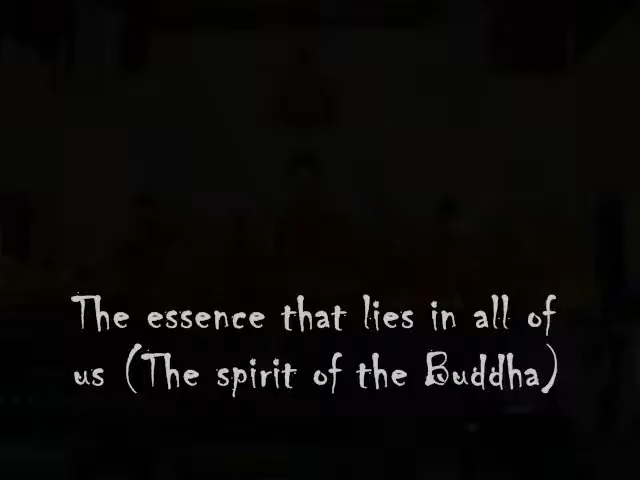 The essence that lies in all of
us (The spirit of the Buddha)